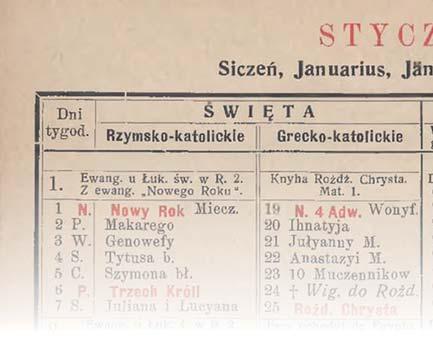 STYCZ
Siczeń, Januarius, Jän
Dni tygod.
ŚWIĘTA
Rzymsko-katolickie
Grecko-katolickie
1.
Ewang. u Łuk. św. w R. 2.
Z ewang. „Nowego Roku“.
Knyha Roždž. Chrysta.
Mat. 1.
1 N. Nowy Rok Miecz. 19 N. 4 Adw. Wonyf.
2 P. Makarego 20 Ihnatyja
3 W. Genowefy 21 Jułyanny M.
4 S. Tytusa b. 22 Anastazyi M.
5 C. Szymona bł. 23 10 Muczennikow
6 P. Trzech Króli 24 † Wig. do Rożd.
7 S. Juliana i Lucyana 25 Rożd. Chrysta